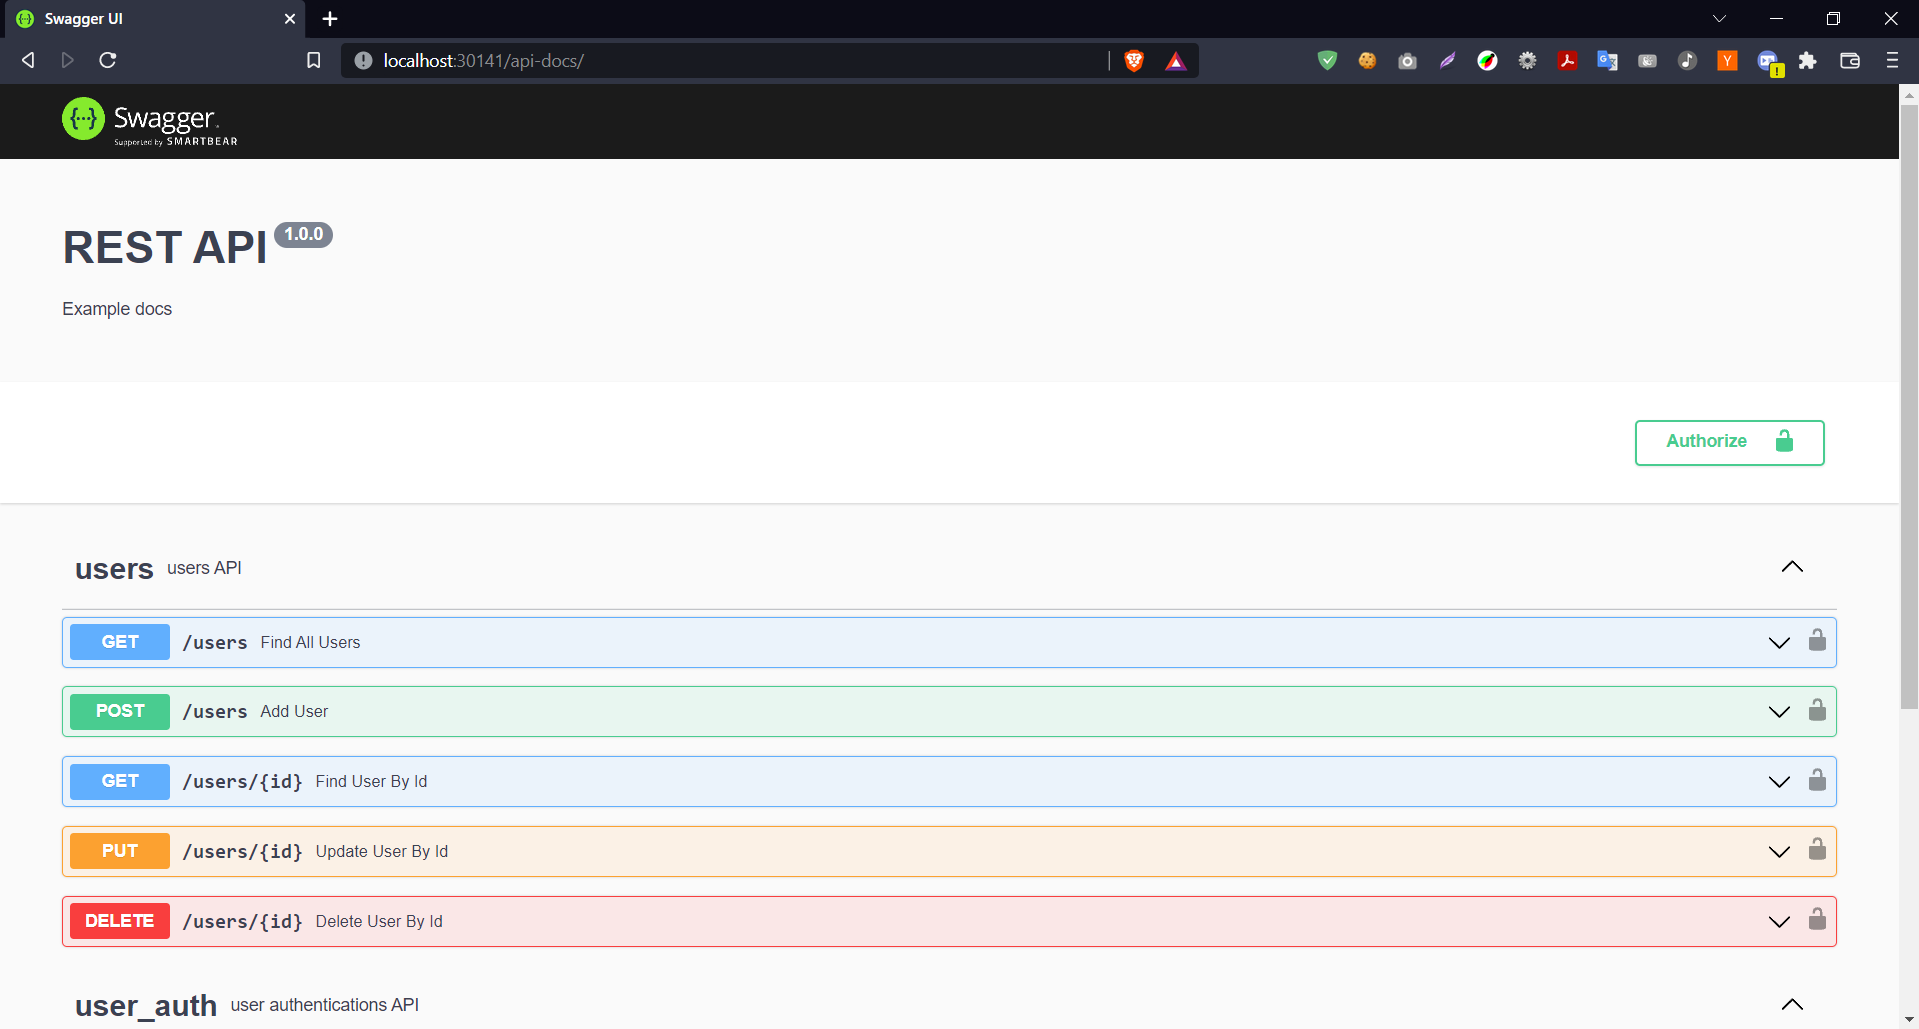 Swagger UI
localhost:30141/api-docs/
Swagger.
Supported by SMARTBEAR
REST API 1.0.0
Example docs
Authorize
users users API
GET /users Find All Users
POST /users Add User
GET /users/{id} Find User By Id
PUT /users/{id} Update User By Id
DELETE /users/{id} Delete User By Id
user_auth user authentications API